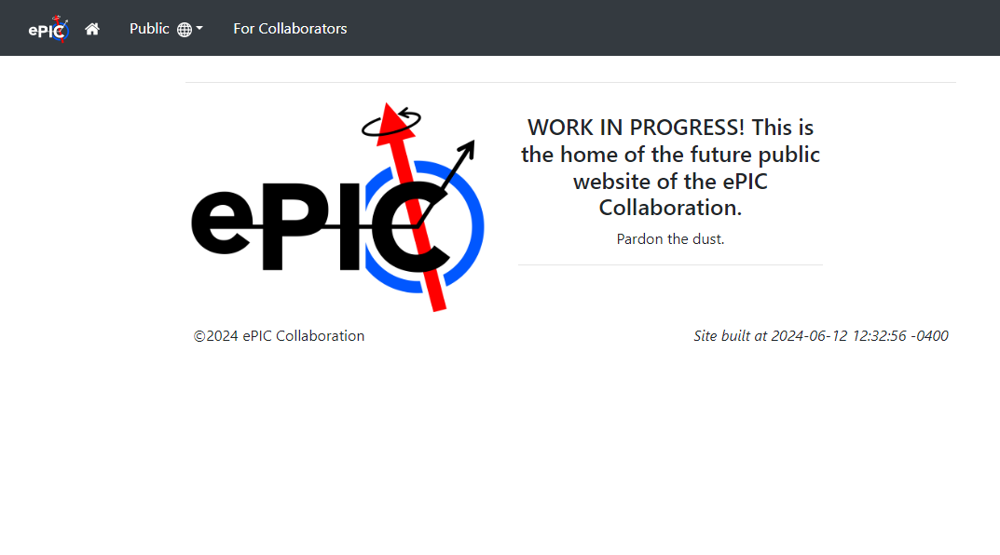 ePIC
Public
For Collaborators
ePIC
WORK IN PROGRESS! This is
the home of the future public
website of the ePIC
Collaboration.
Pardon the dust.
©2024 ePIC Collaboration
Site built at 2024-06-12 12:32:56 -0400